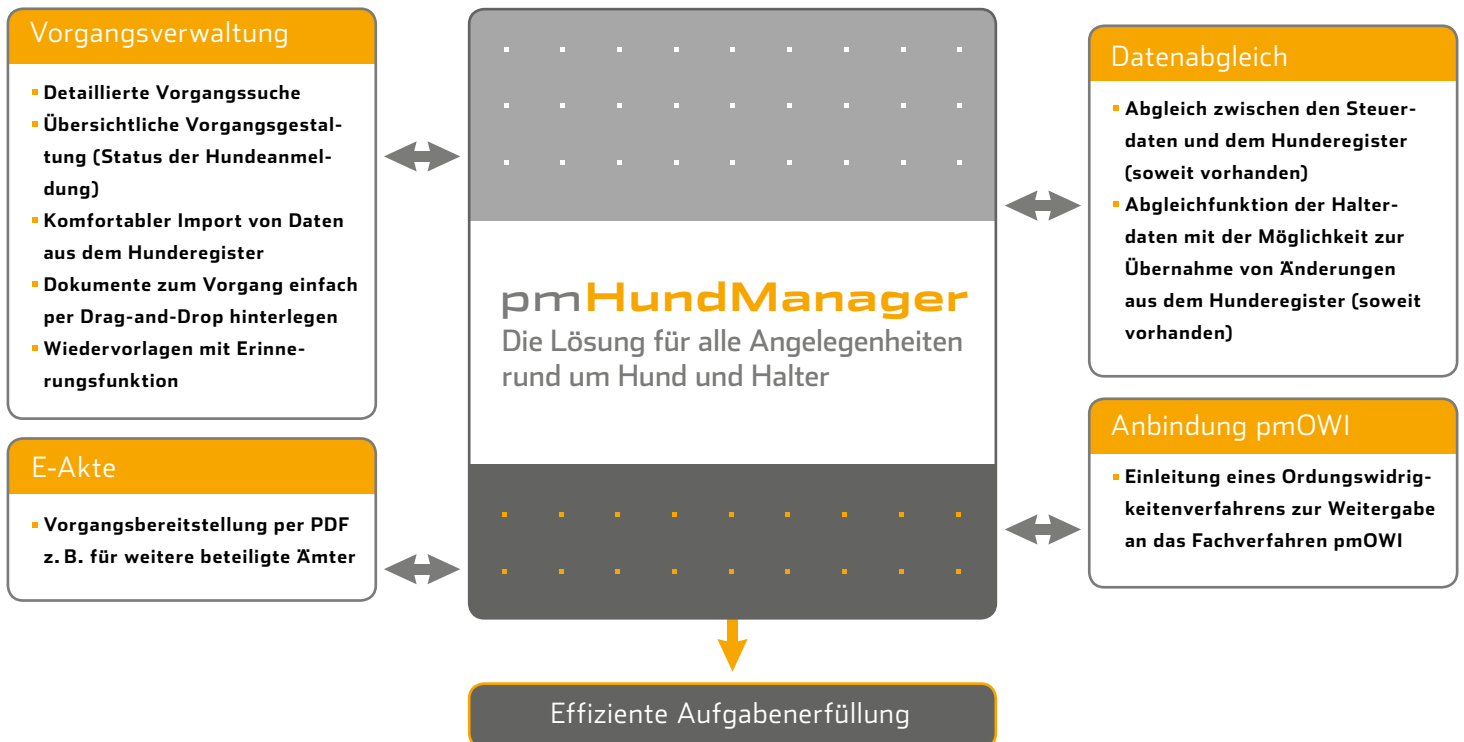 Vorgangsverwaltung
Detaillierte Vorgangssuche
Übersichtliche Vorgangsgestal-
tung (Status der Hundeanmel-
dung)
Komfortabler Import von Daten
aus dem Hunderegister
Dokumente zum Vorgang einfach
per Drag-and-Drop hinterlegen
Wiedervorlagen mit Erinne-
rungsfunktion
E-Akte
Vorgangsbereitstellung per PDF
z. B. für weitere beteiligte Ämter
pmHundManager
Die Lösung für alle Angelegenheiten
rund um Hund und Halter
Datenabgleich
Abgleich zwischen den Steuer-
daten und dem Hunderegister
(soweit vorhanden)
Abgleichfunktion der Halter-
daten mit der Möglichkeit zur
Übernahme von Änderungen
aus dem Hunderegister (soweit
vorhanden)
Anbindung pmOWI
Einleitung eines Ordungswidrig-
keitenverfahrens zur Weitergabe
an das Fachverfahren pmOWI
Effiziente Aufgabenerfüllung